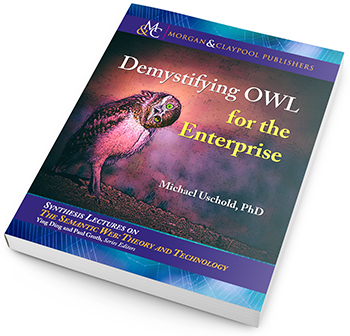 M
&C
MORGAN & CLAYPOOL PUBLISHERS
Demystifying OWL
for the
Enterprise
Michael Uschold, PhD
SYNTHESIS LECTURES ON
THE SEMANTIC WEB: THEORY AND TECHNOLOGY
Ying Ding and Paul Groth, Series Editors